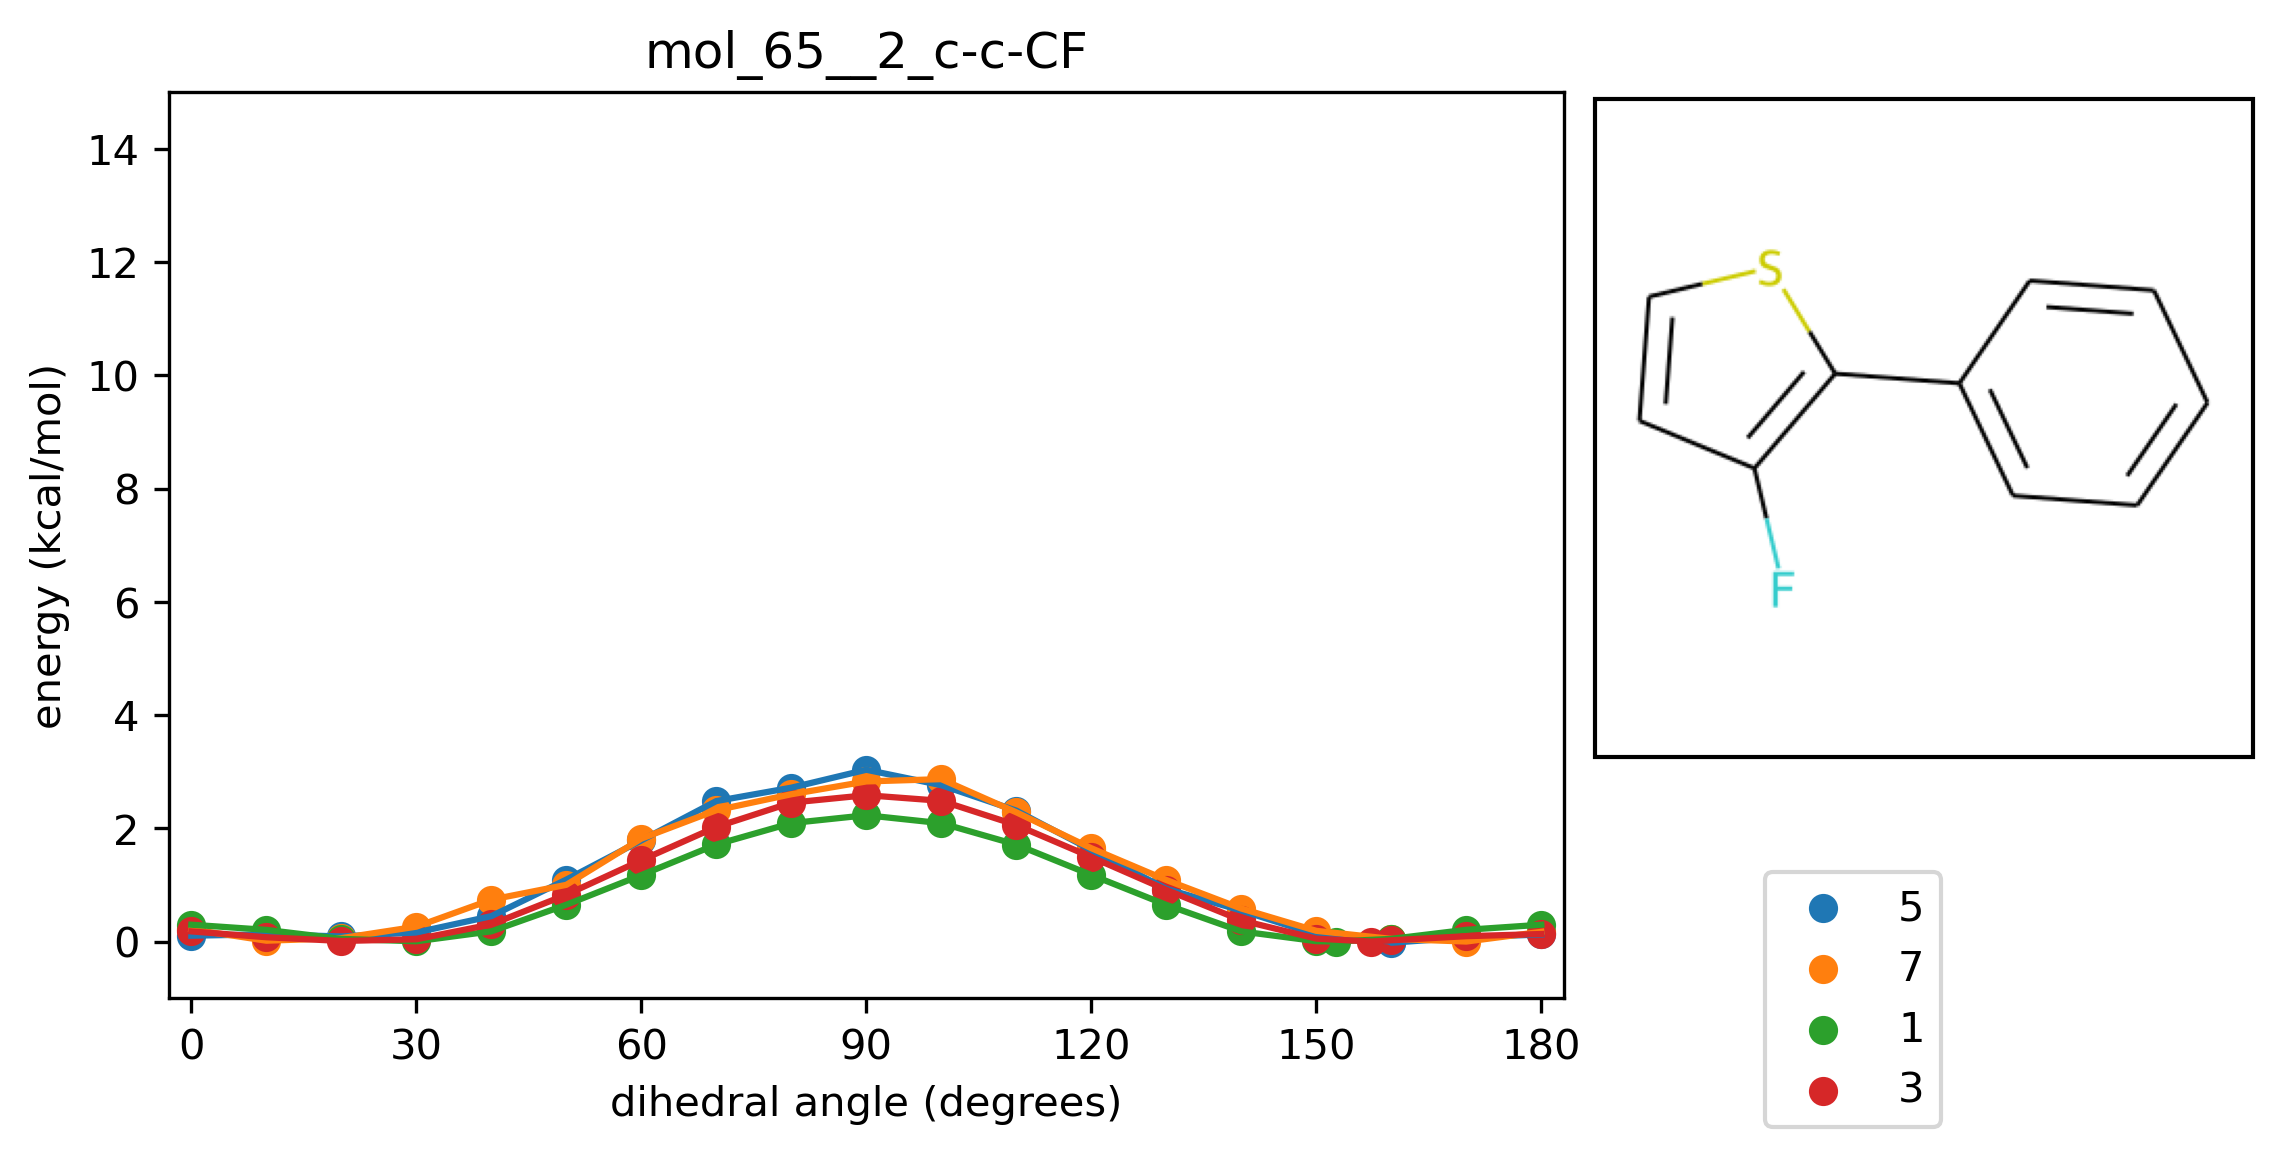 mol_65__2_c-c-CF
14
12
10
8
6
4
2
0
energy (kcal/mol)
0 30 60 90 120 150 180
dihedral angle (degrees)
S
F
5
7
1
3